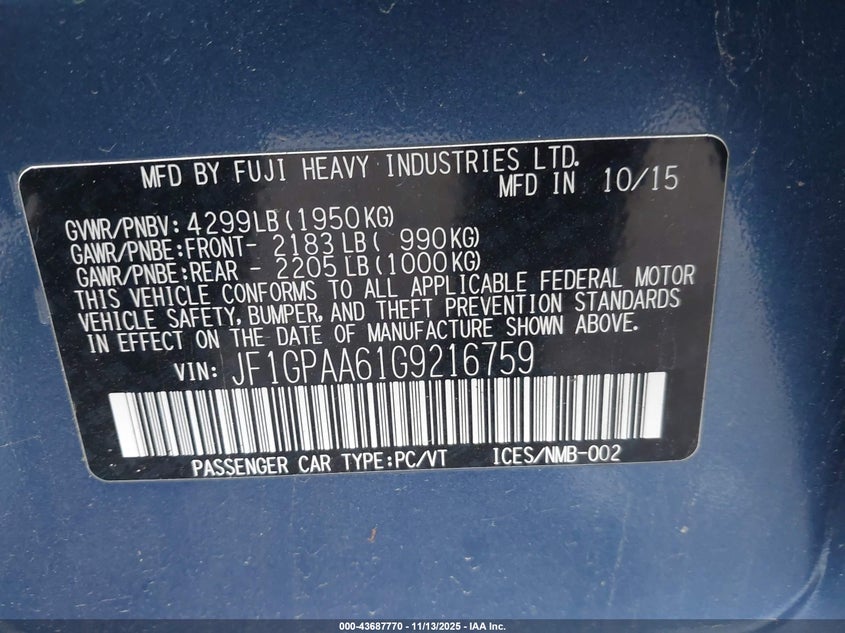 MFD BY FUJI HEAVY INDUSTRIES LTD.
MFD IN 10/15
GVWR/PNBV: 4299LB (1950KG)
GAWR/PNBE: FRONT- 2183 LB ( 990KG)
GAWR/PNBE: REAR - 2205 LB (1000KG)
THIS VEHICLE CONFORMS TO ALL APPLICABLE FEDERAL MOTOR
VEHICLE SAFETY, BUMPER, AND THEFT PREVENTION STANDARDS
IN EFFECT ON THE DATE OF MANUFACTURE SHOWN ABOVE.
VIN: JF1GPAA61G9216759
PASSENGER CAR TYPE:PC/VT ICES/NMB-002
000-43687770 - 11/13/2025 - IAA Inc.